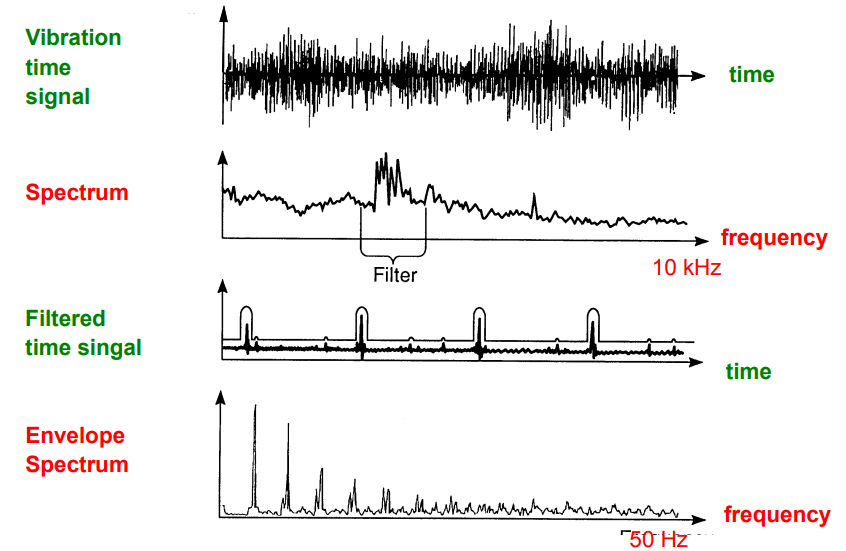 Vibration
time
signal
time
Spectrum
frequency
10 kHz
Filter
Filtered
time singal
time
Envelope
Spectrum
frequency
50 Hz